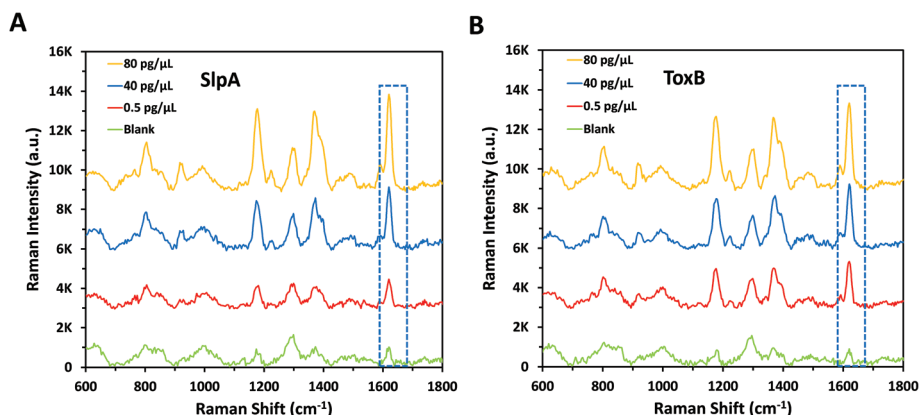 A
Raman Intensity (a.u.)
16K
14K
12K
10K
8K
6K
4K
2K
0
80 pg/μL
40 pg/μL
0.5 pg/μL
Blank
SlpA
600 800 1000 1200 1400 1600 1800
Raman Shift (cm-1)
B
Raman Intensity (a.u.)
16K
14K
12K
10K
8K
6K
4K
2K
0
80 pg/μL
40 pg/μL
0.5 pg/μL
Blank
ToxB
600 800 1000 1200 1400 1600 1800
Raman Shift (cm-1)